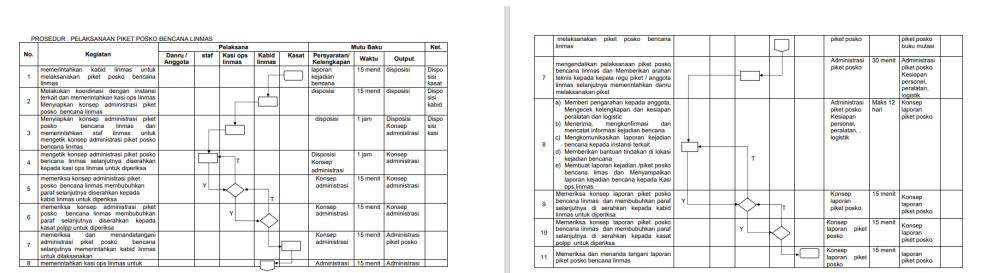 PROSEDUR : PELAKSANAAN PIKET POSKO BENCANA LINMAS
No. Kegiatan Pelaksana Mutu Baku Ket.
Danru / Anggota staf Kasi ops linmas Kabid linmas Kasat Persyaratan/ Kelengkapan Waktu Output
1 memerintahkan kabid linmas untuk melaksanakan piket posko bencana linmas laporan kejadian bencana 15 menit disposisi Dispo sisi kasat
2 Melakukan koordinasi dengan instansi terkait dan memerintahkan kasi ops linmas Menyiapkan konsep administrasi piket posko bencana linmas disposisi 15 menit disposisi Dispo sisi kabid
3 Menyiapkan konsep administrasi piket posko bencana linmas dan memerintahkan staf linmas untuk mengetik konsep administrasi piket posko bencana linmas disposisi 1 jam Disposisi Konsep administrasi Dispo sisi kasi
4 mengetik konsep administrasi piket posko bencana linmas selanjutnya diserahkan kepada kasi ops linmas untuk diperiksa T Disposisi Konsep administrasi 1 jam Konsep administrasi
5 memeriksa konsep administrasi piket posko bencana linmas membubuhkan paraf selanjutnya diserahkan kepada kabid linmas untuk diperiksa Y T Konsep administrasi 15 menit Konsep administrasi
6 memeriksa konsep administrasi piket posko bencana linmas membubuhkan paraf selanjutnya diserahkan kepada kasat polpp untuk diperiksa Y Konsep administrasi 15 menit Konsep administrasi
7 memeriksa dan menandatangani administrasi piket posko bencana selanjutnya memerintahkan kabid linmas untuk dilaksanakan Konsep administrasi 15 menit Administrasi piket posko
8 memerintahkan kasi ops linmas untuk Administrasi 15 menit Administrasi
melaksanakan piket posko bencana linmas piket posko piket posko buku mutasi
7 mengendalikan pelaksanaan piket posko bencana linmas dan Memberikan arahan teknis kepada kepala regu piket / anggota linmas selanjutnya memerintahkan danru melaksanakan piket Administrasi piket posko 30 menit Administrasi piket posko Kesiapan personel, peralatan, logistik
8 a) Memberi pengarahan kepada anggota, Mengecek kelengkapan dan kesiapan peralatan dan logistic
b) Menerima, mengkonfirmasi dan mencatat informasi kejadian bencana.
c) Mengkomunikasikan laporan kejadian bencana kepada instansi terkait
d) Memberikan bantuan tindakan di lokasi kejadian bencana
e) Membuat laporan kejadian /piket posko bencana limas dan Menyampaikan laporan kejadian bencana kepada Kasi ops linmas
T Administrasi piket posko Kesiapan personel, peralatan, , logistik Maks 12 hari Konsep laporan piket posko
9 Memeriksa konsep laporan piket posko bencana linmas dan membubuhkan paraf selanjutnya di serahkan kepada kabid linmas untuk diperiksa Y T Konsep laporan piket posko 15 menit Konsep laporan piket posko
10 Memeriksa konsep laporan piket posko bencana linmas dan membubuhkan paraf selanjutnya di serahkan kepada kasat polpp untuk diperiksa Y Konsep laporan piket posko 15 menit Konsep laporan piket posko
11 Memeriksa dan menanda tangani laporan piket posko bencana linmas Konsep laporan piket posko 15 menit laporan piket posko